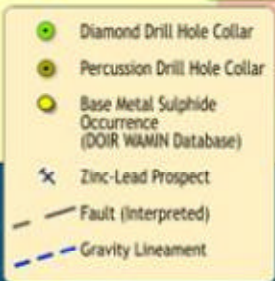 Diamond Drill Hole Collar
Percussion Drill Hole Collar
Base Metal Sulphide
Occurrence
(DOIR WAMIN Database)
Zinc-Lead Prospect
Fault (Interpreted)
Gravity Lineament